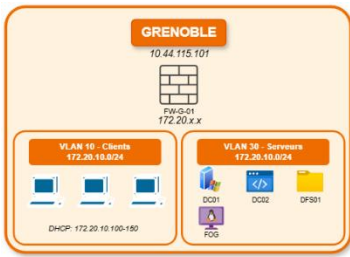 GRENOBLE
10.44.115.101
FW-G-01
172.20.x.x
VLAN 10 - Clients
172.20.10.0/24
DHCP: 172.20.10.100-150
VLAN 30 - Serveurs
172.20.10.0/24
DC01
DC02
DFS01
FOG